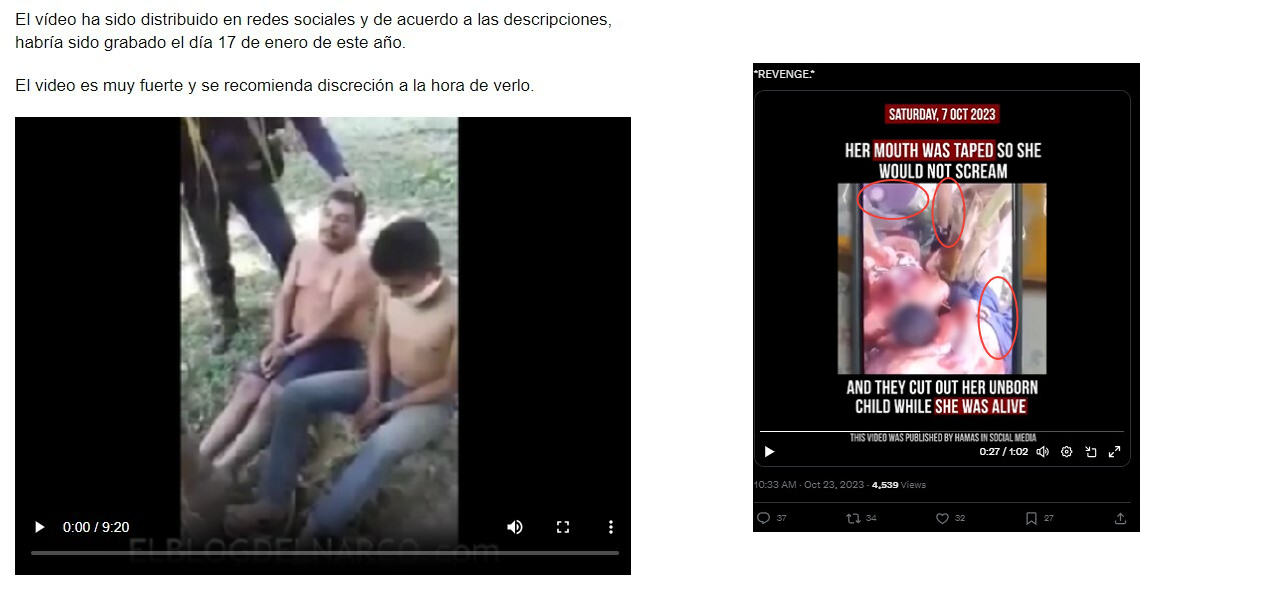 El vídeo ha sido distribuido en redes sociales y de acuerdo a las descripciones,
habría sido grabado el día 17 de enero de este año.
El video es muy fuerte y se recomienda discreción a la hora de verlo.
0:00 / 9:20
ELBLOGDELNARCO.com
*REVENGE.*
SATURDAY, 7 OCT 2023
HER MOUTH WAS TAPED SO SHE
WOULD NOT SCREAM
AND THEY CUT OUT HER UNBORN
CHILD WHILE SHE WAS ALIVE
THIS VIDEO WAS PUBLISHED BY HAMAS IN SOCIAL MEDIA
0:27 / 1:02
10:33 AM · Oct 23, 2023 · 4,539 Views
37 34 32 27